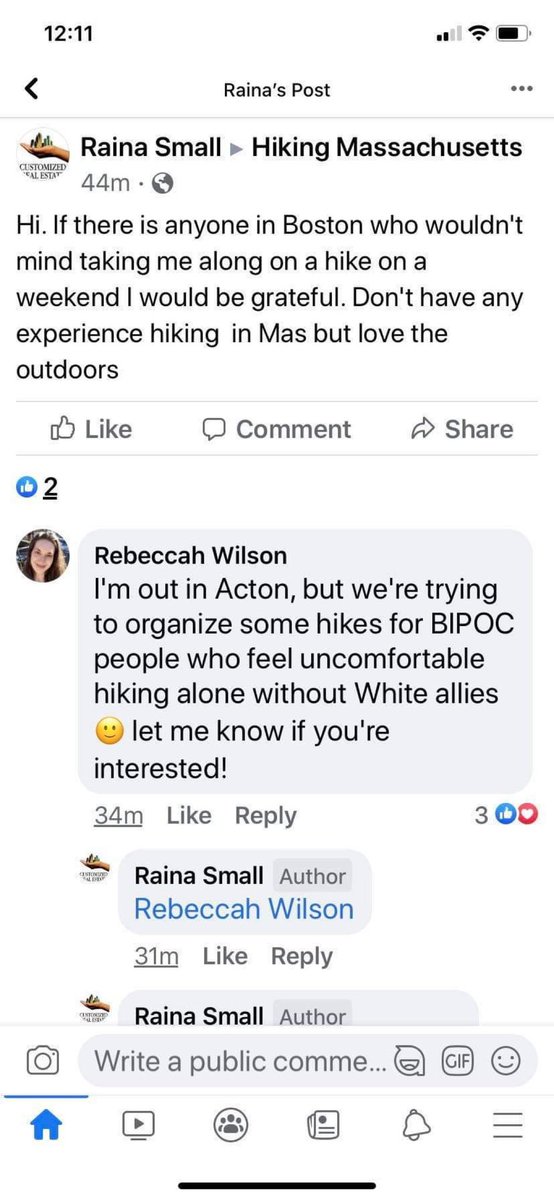 12:11
Raina's Post
Raina Small ▸ Hiking Massachusetts
CUSTOMIZED
44m ·
Hi. If there is anyone in Boston who wouldn't
mind taking me along on a hike on a
weekend I would be grateful. Don't have any
experience hiking  in Mas but love the
outdoors
Like Comment Share
2
Rebeccah Wilson
I'm out in Acton, but we're trying
to organize some hikes for BIPOC
people who feel uncomfortable
hiking alone without White allies
🙂 let me know if you're
interested!
34m Like Reply 3
Raina Small Author
Rebeccah Wilson
31m Like Reply
Raina Small Author
Write a public comme...
GIF